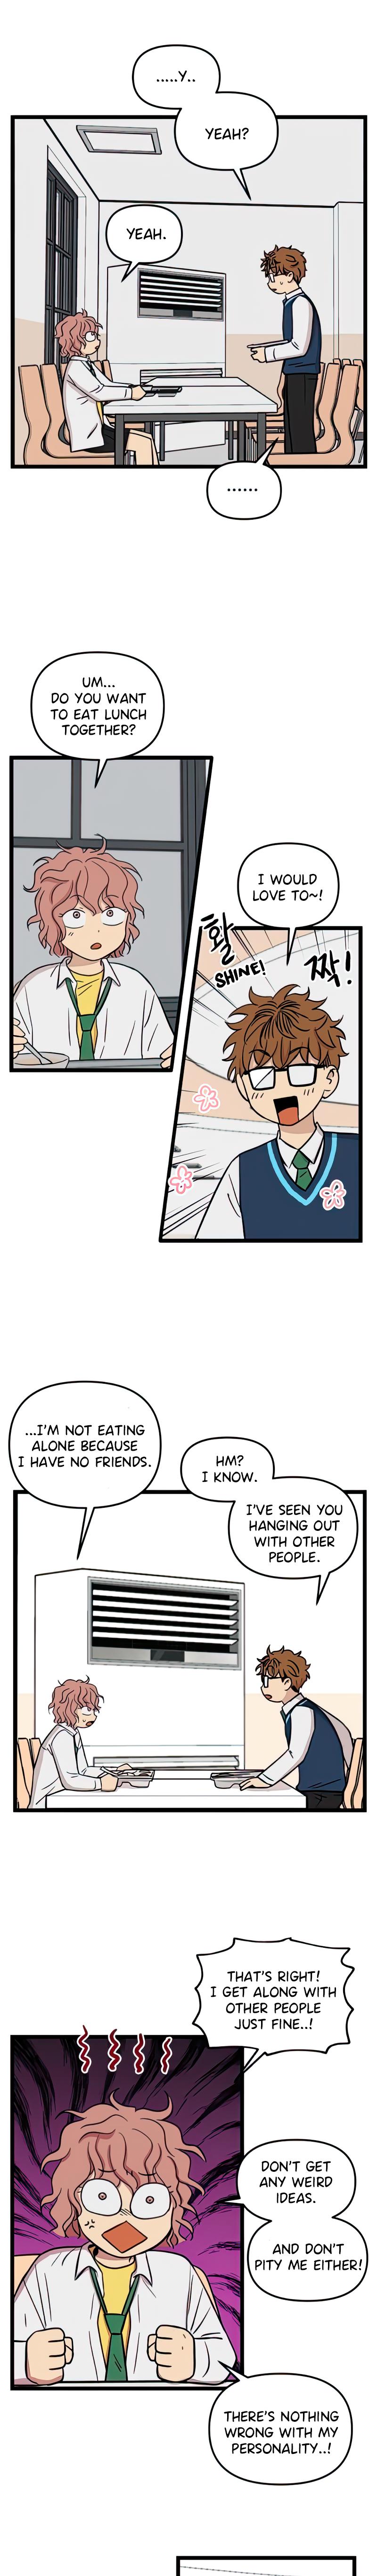 .....Y..
YEAH?
YEAH.
......
UM...
DO YOU WANT
TO EAT LUNCH
TOGETHER?
I WOULD
LOVE TO~!
활
SHINE!
짝!
...I'M NOT EATING
ALONE BECAUSE
I HAVE NO FRIENDS.
HM?
I KNOW.
I'VE SEEN YOU
HANGING OUT
WITH OTHER
PEOPLE.
THAT'S RIGHT!
I GET ALONG WITH
OTHER PEOPLE
JUST FINE..!
DON'T GET
ANY WEIRD
IDEAS.
AND DON'T
PITY ME EITHER!
THERE'S NOTHING
WRONG WITH MY
PERSONALITY..!